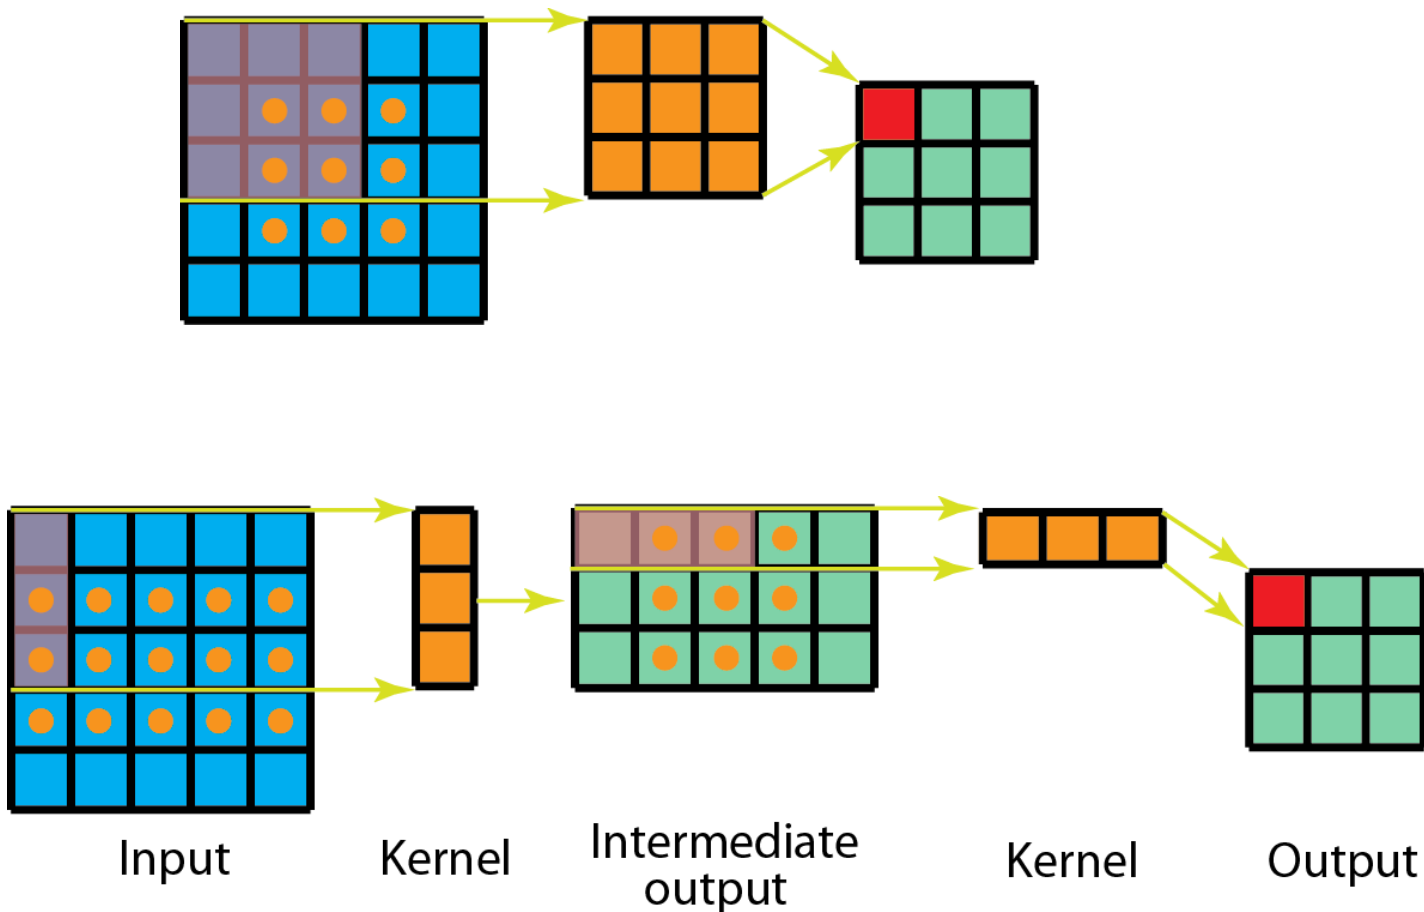 Input
Kernel
Intermediate
output
Kernel
Output